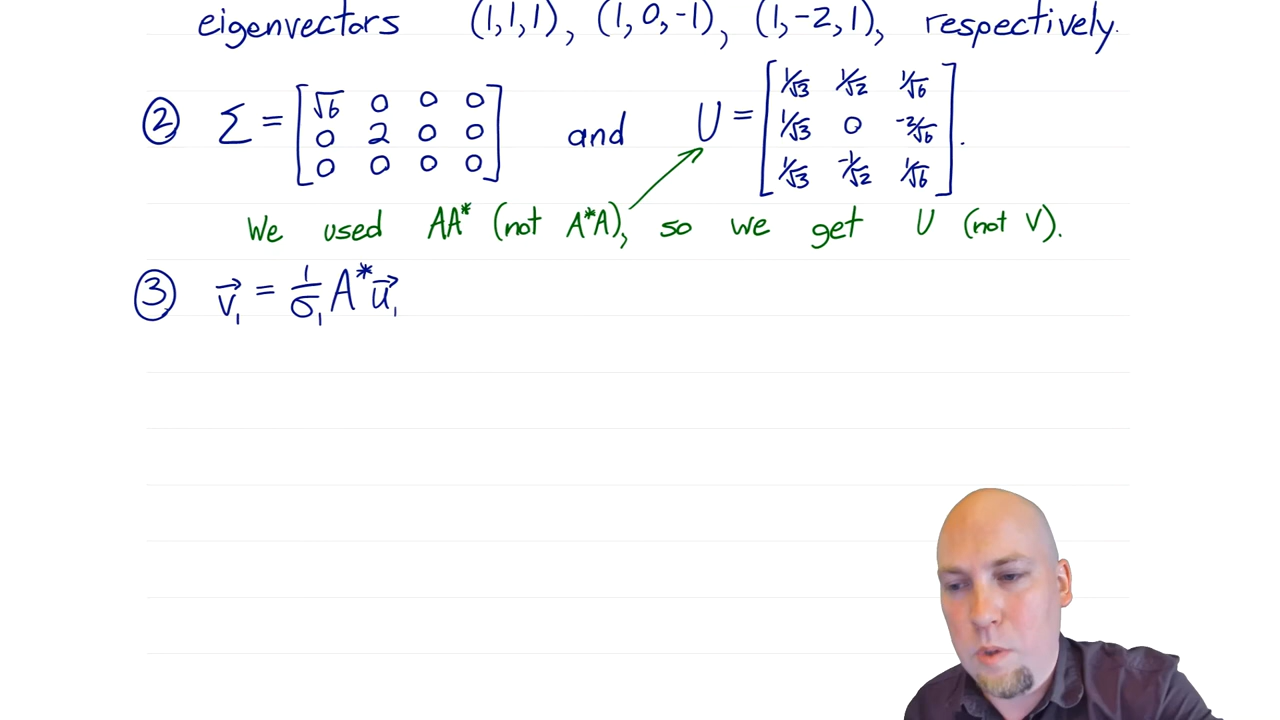 eigenvectors (1,1,1), (1,0,-1), (1,-2,1), respectively.
② Σ = [√6 0 0 0; 0 2 0 0; 0 0 0 0] and U = [1/√3 1/√2 1/√6; 1/√3 0 -2/√6; 1/√3 -1/√2 1/√6].
We used AA* (not A*A), so we get U (not V).
③ v⃗₁ = 1/σ₁ A* u⃗₁